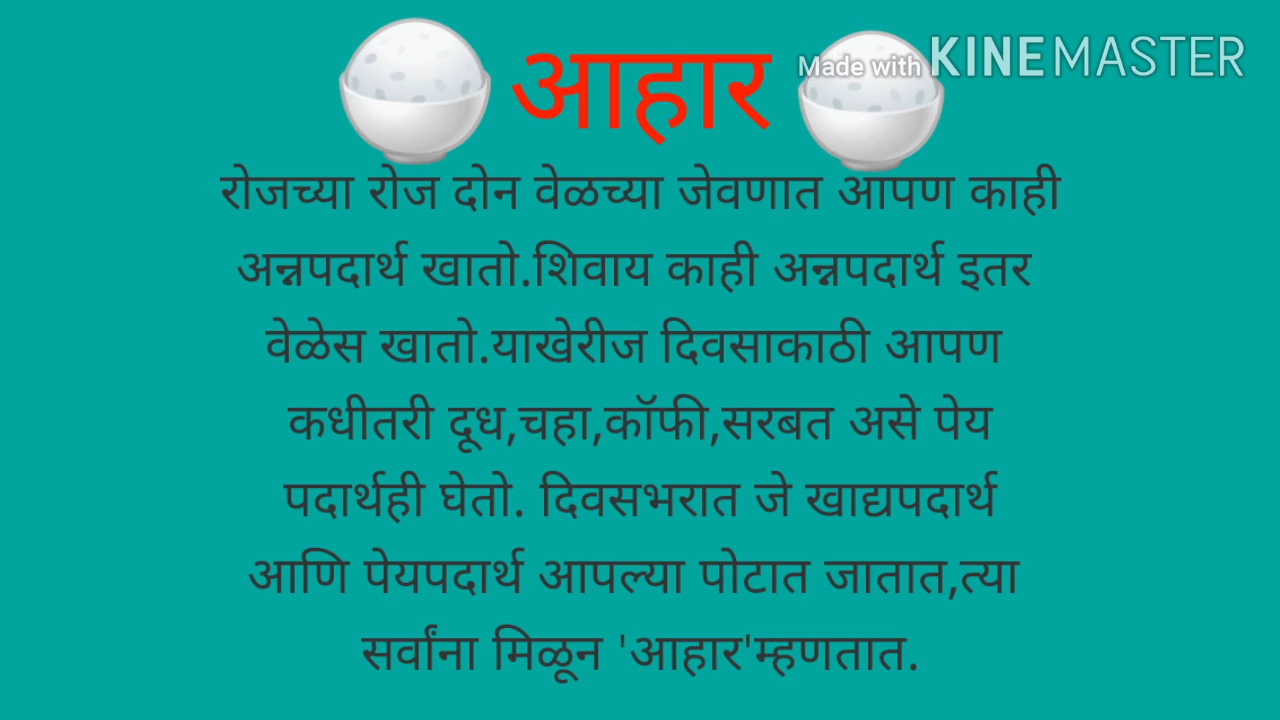 आहार
Made with KINEMASTER
रोजच्या रोज दोन वेळच्या जेवणात आपण काही
अन्नपदार्थ खातो.शिवाय काही अन्नपदार्थ इतर
वेळेस खातो.याखेरीज दिवसाकाठी आपण
कधीतरी दूध,चहा,कॉफी,सरबत असे पेय
पदार्थही घेतो. दिवसभरात जे खाद्यपदार्थ
आणि पेयपदार्थ आपल्या पोटात जातात,त्या
सर्वांना मिळून 'आहार'म्हणतात.